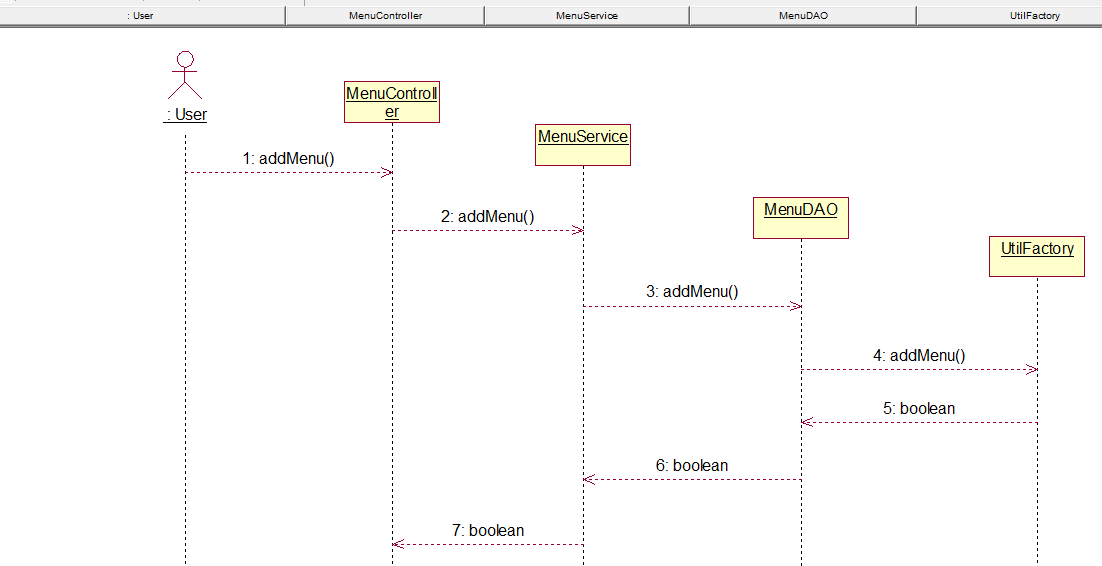 : User
MenuController
MenuService
MenuDAO
UtilFactory
: User
MenuControll
er
MenuService
MenuDAO
UtilFactory
1: addMenu()
2: addMenu()
3: addMenu()
4: addMenu()
5: boolean
6: boolean
7: boolean